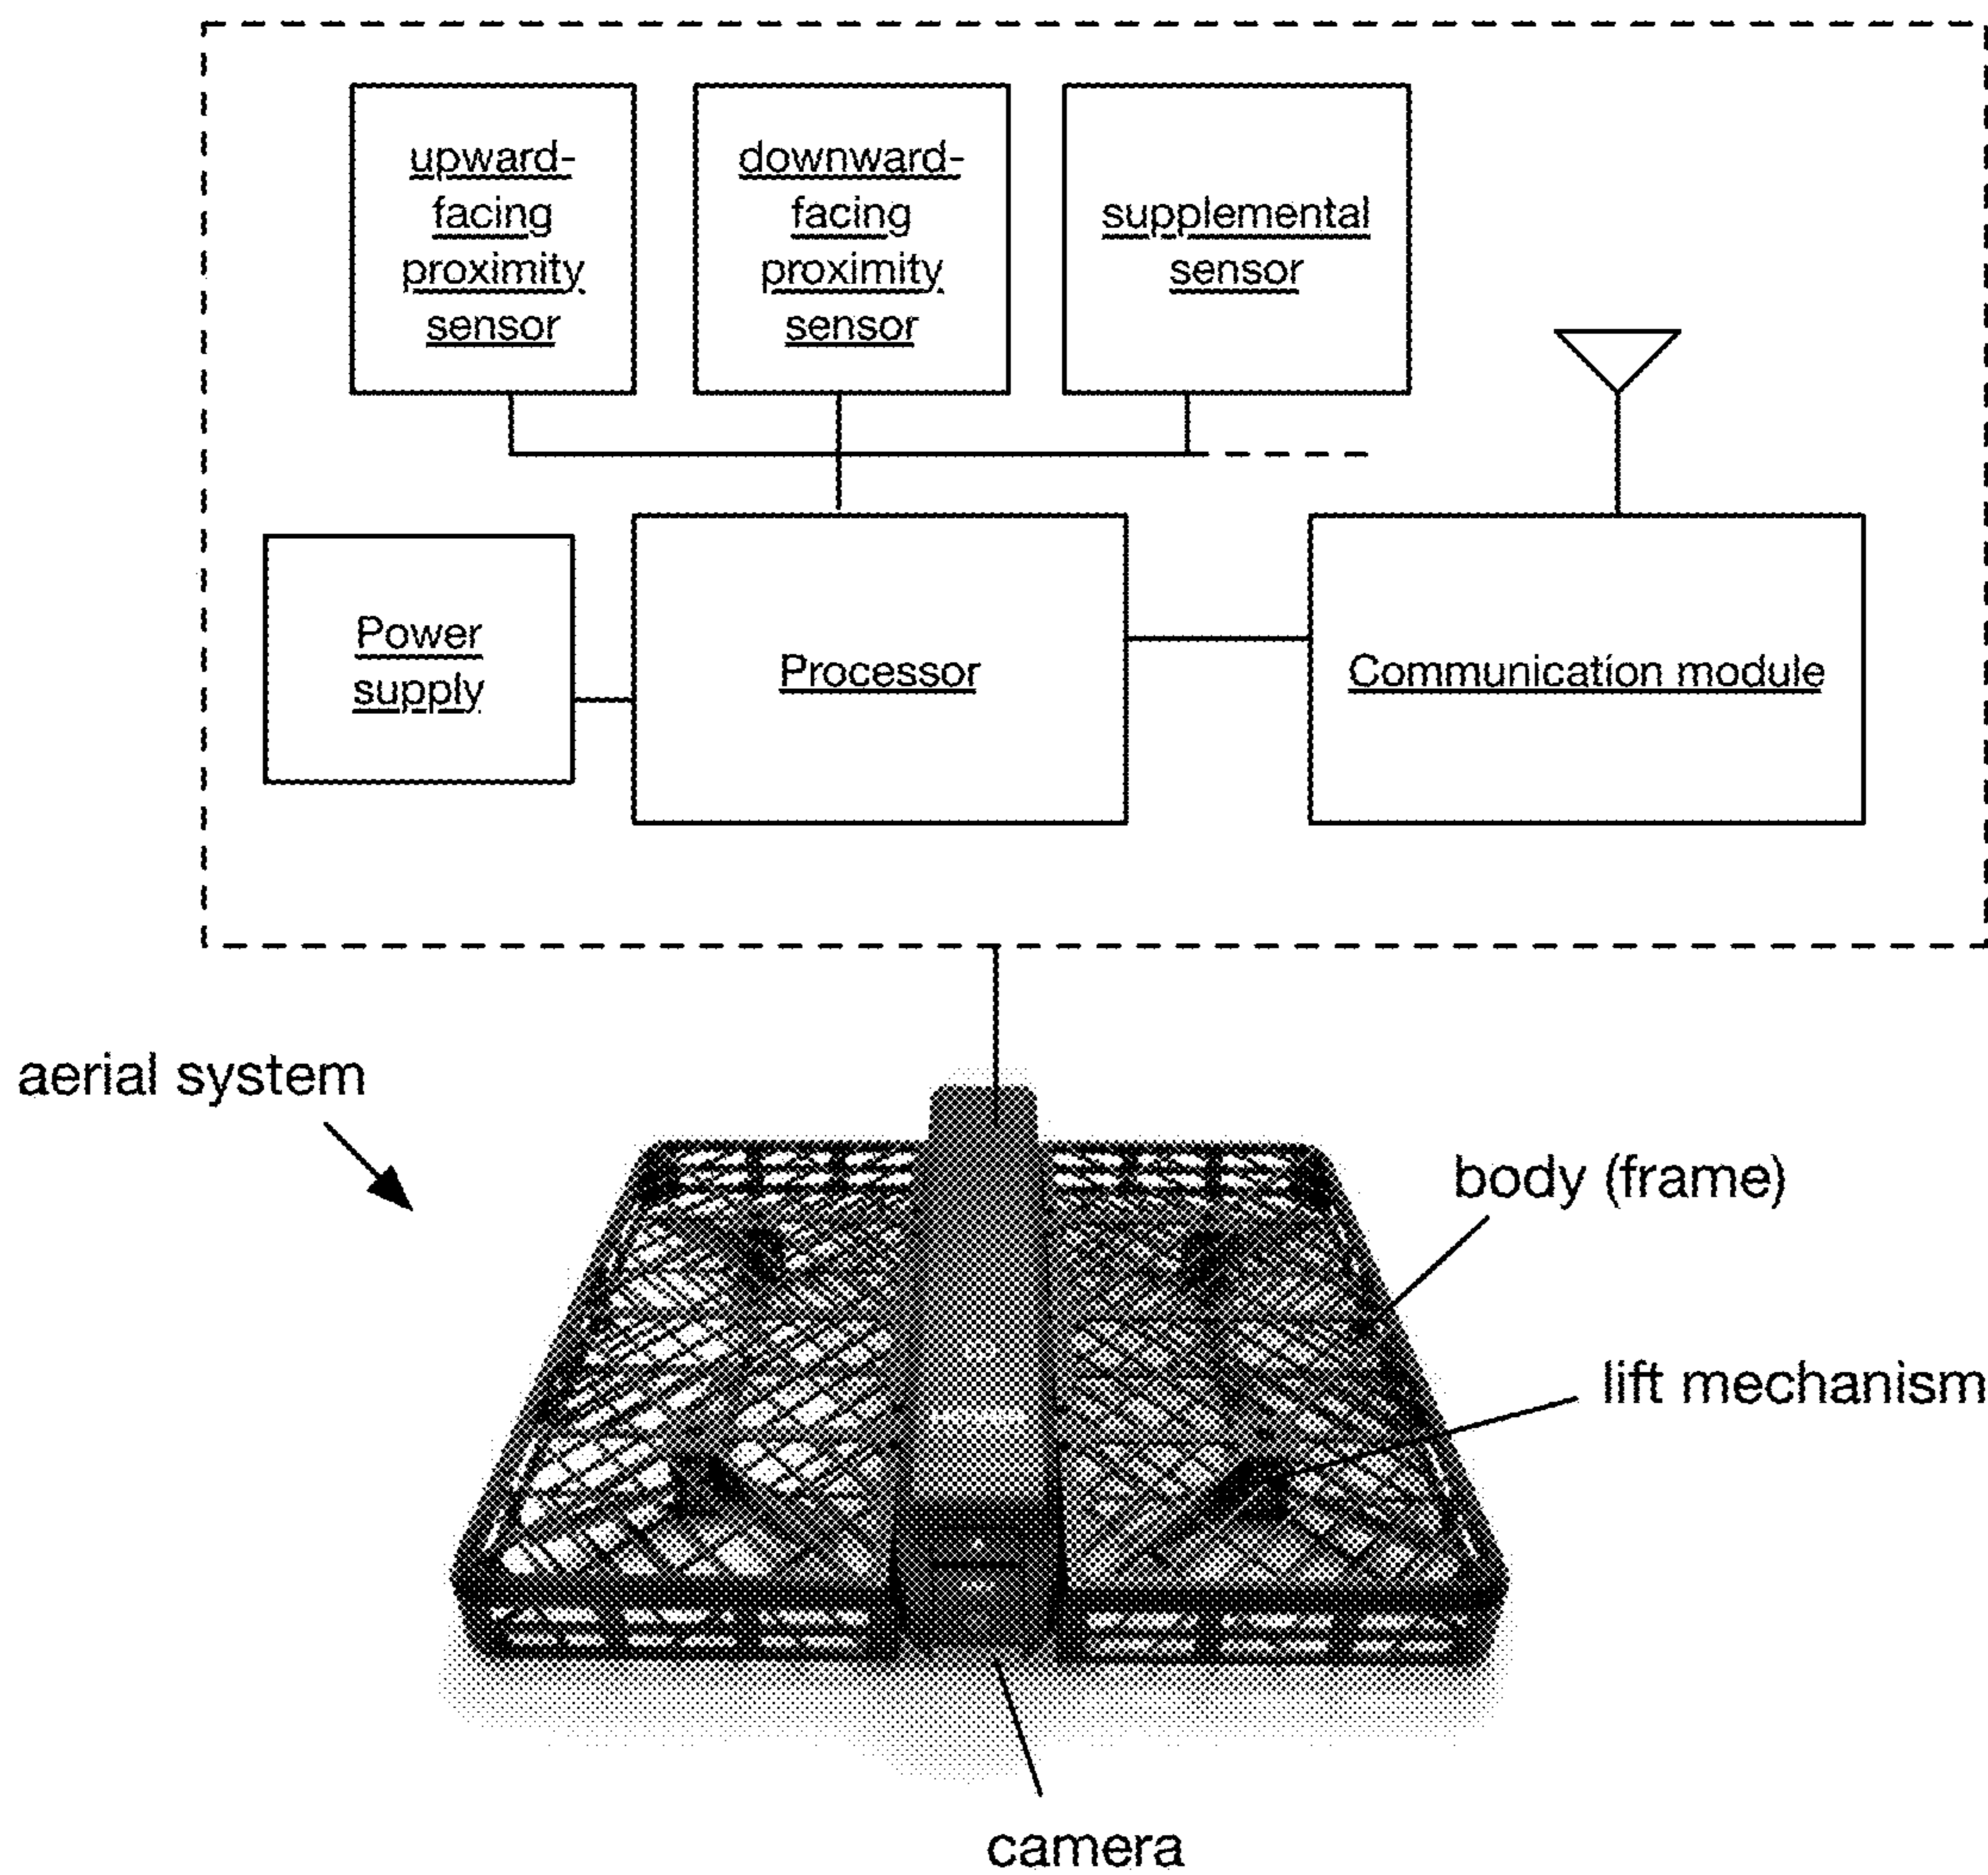 upward-
facing
proximity
sensor
downward-
facing
proximity
sensor
supplemental
sensor
Power
supply
Processor
Communication module
aerial system
body (frame)
lift mechanism
camera